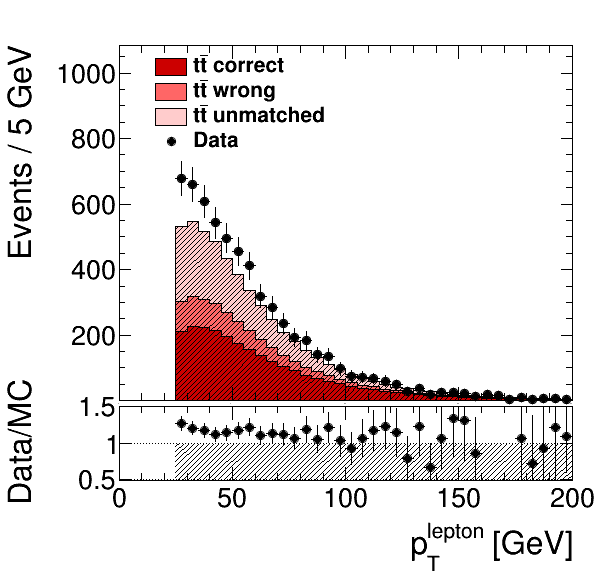 Events / 5 GeV
1000
800
600
400
200
tt̄ correct
tt̄ wrong
tt̄ unmatched
Data
Data/MC
1.5
1
0.5
0 50 100 150 200
p_T^lepton [GeV]